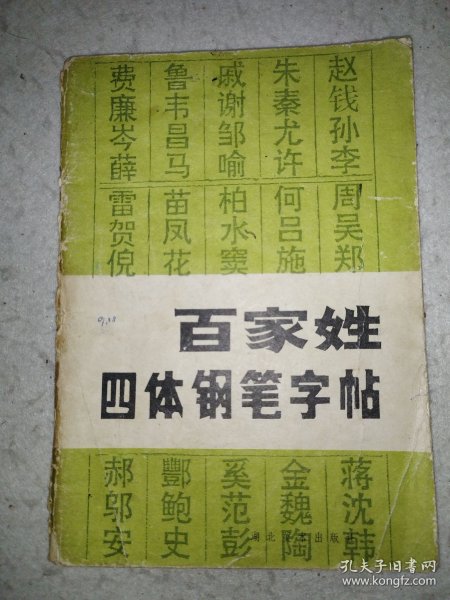 赵钱孙李
周吴郑
朱秦尤许
何吕施
戚谢邹喻
柏水窦
鲁韦昌马
苗凤花
费廉岑薛
雷贺倪
百家姓
四体钢笔字帖
蒋沈韩
金魏陶
奚范彭
酆鲍史
郝邬安
湖北美术出版
孔夫子旧书网
www.kongfz.com